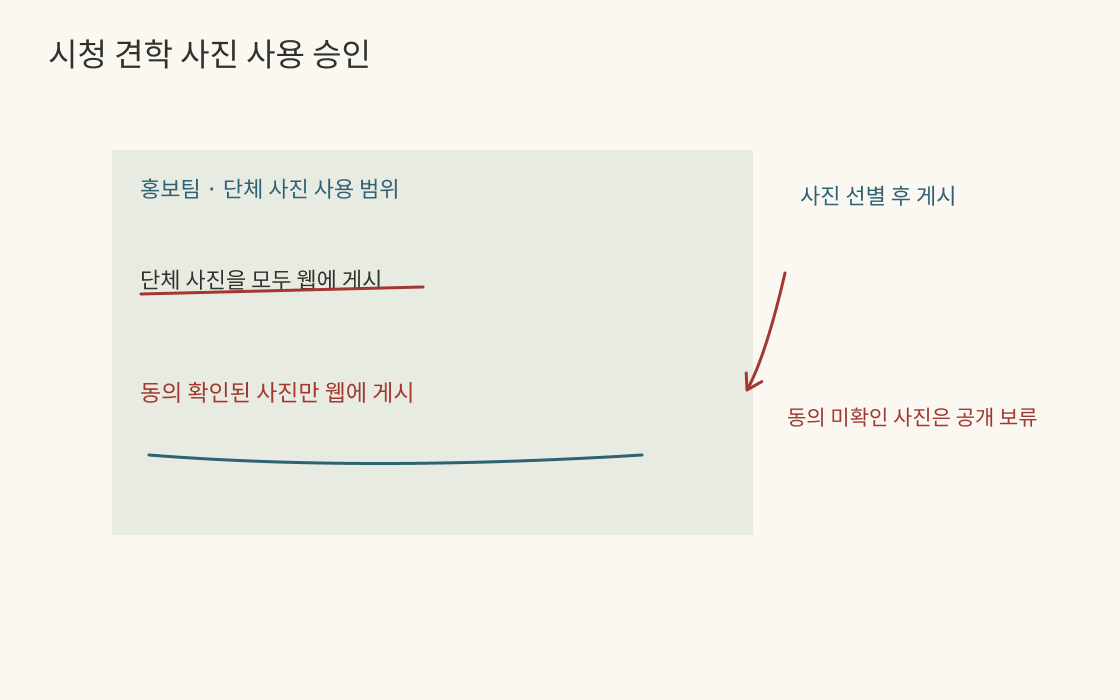 시청 견학 사진 사용 승인
홍보팀 · 단체 사진 사용 범위
사진 선별 후 게시
단체 사진을 모두 웹에 게시
동의 확인된 사진만 웹에 게시
동의 미확인 사진은 공개 보류